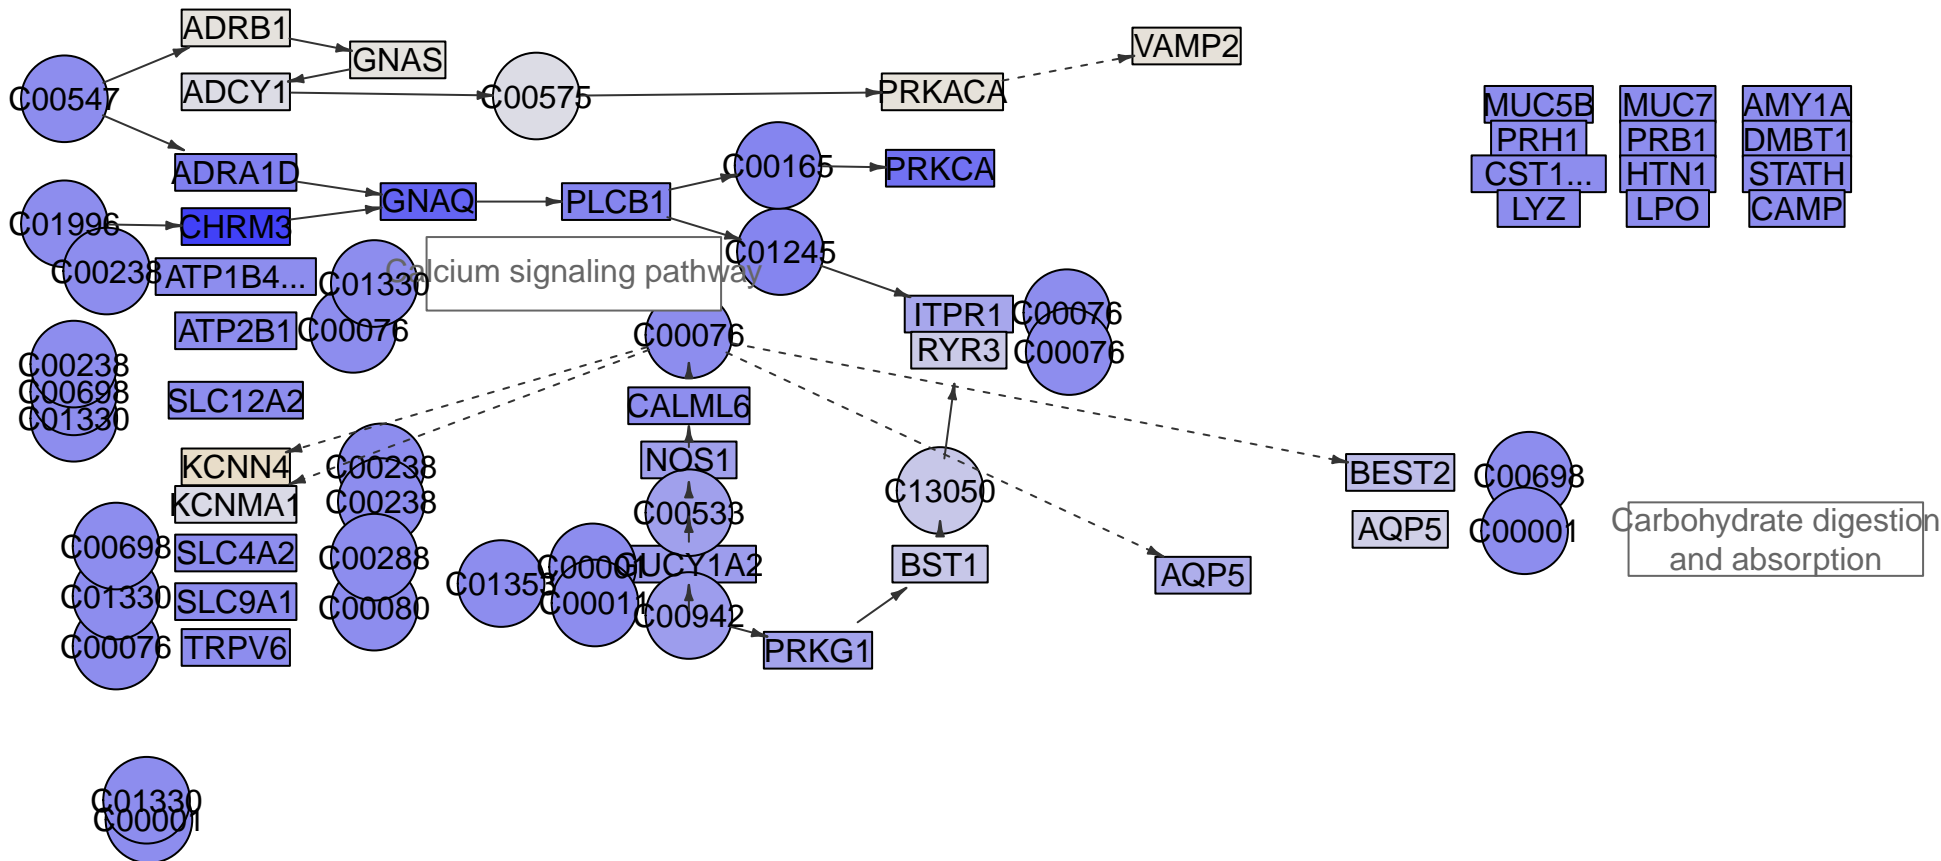 ADRB1
GNAS
VAMP2
C00547
ADCY1
C00575
PRKACA
MUC5B
MUC7
AMY1A
PRH1
PRB1
DMBT1
ADRA1D
C00165
PRKCA
CST1...
HTN1
STATH
GNAQ
PLCB1
LYZ
LPO
CAMP
C01996
CHRM3
C01245
C00238
ATP1B4...
C01330
Calcium signaling pathway
ATP2B1
C00076
C00076
ITPR1
C00076
RYR3
C00076
C00238
C00698
C01330
SLC12A2
CALML6
KCNN4
C00238
NOS1
C13050
BEST2
C00698
KCNMA1
C00238
C00533
AQP5
C00001
Carbohydrate digestion
and absorption
C00698
SLC4A2
C00288
C01353
C00001
GUCY1A2
BST1
AQP5
C01330
SLC9A1
C00080
C00011
C00942
C00076
TRPV6
PRKG1
C01330
C00001